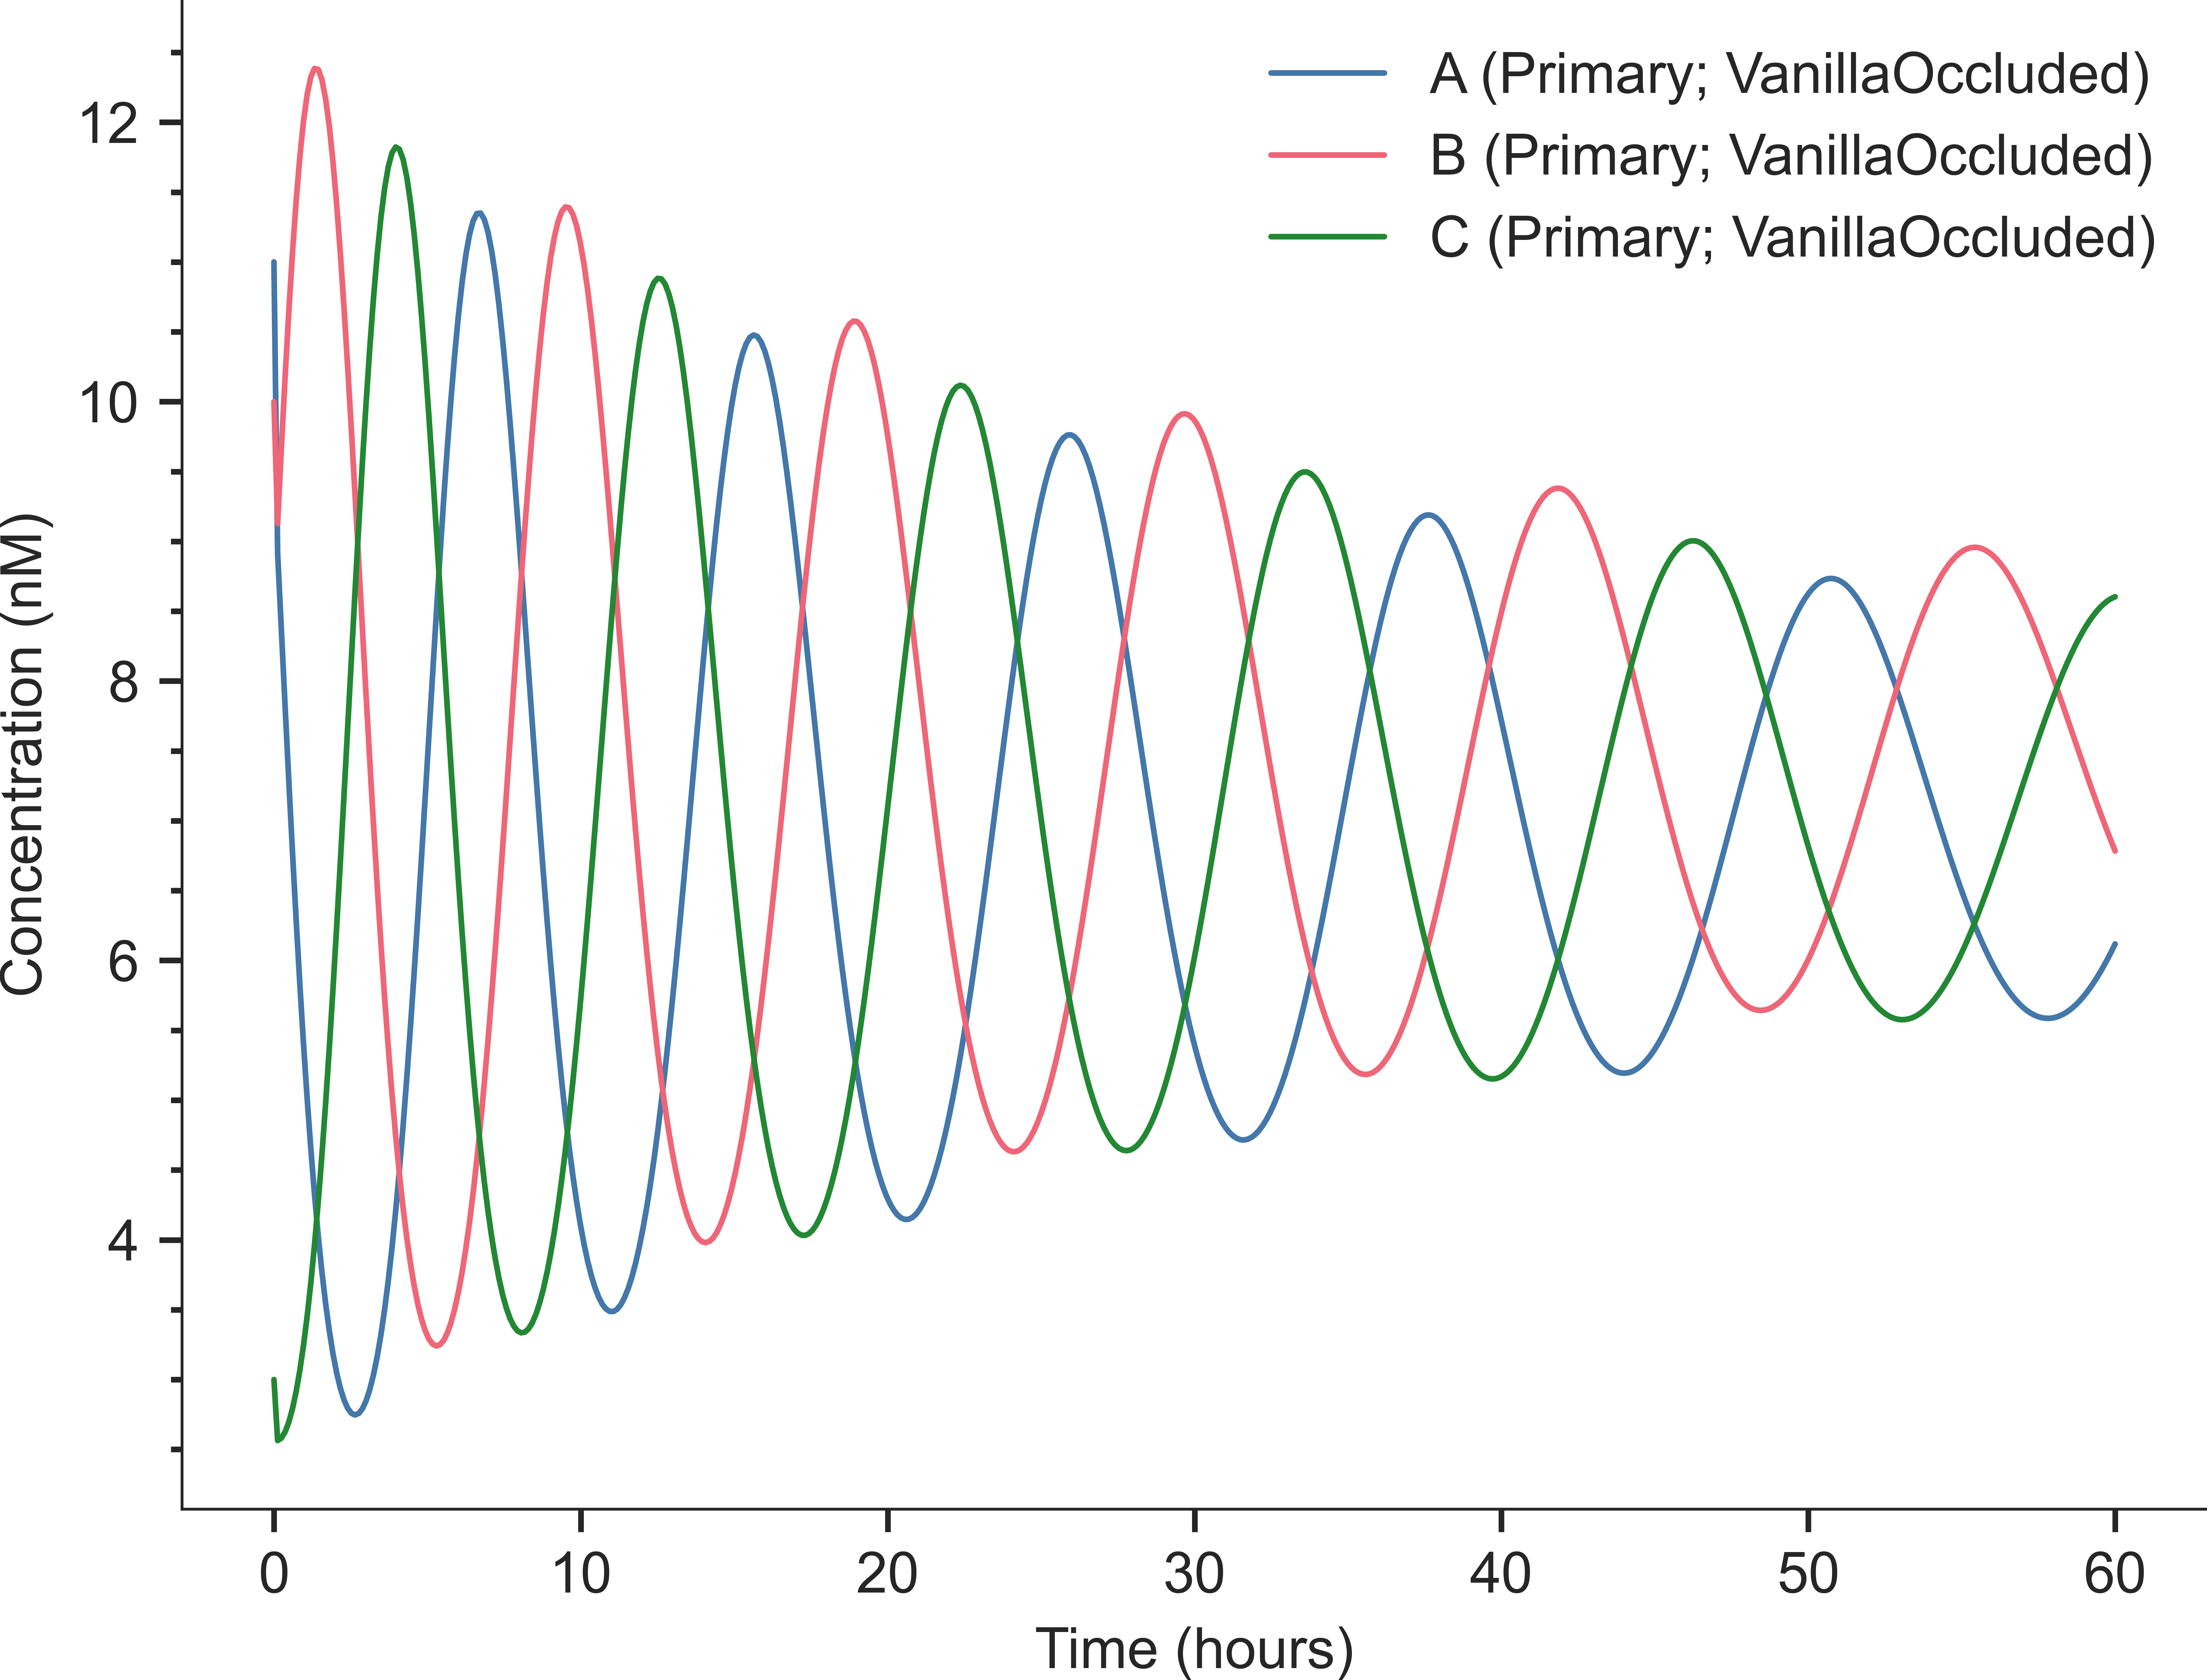 A (Primary; VanillaOccluded)
B (Primary; VanillaOccluded)
C (Primary; VanillaOccluded)
12
10
8
6
4
Concentration (nM)
0 10 20 30 40 50 60
Time (hours)